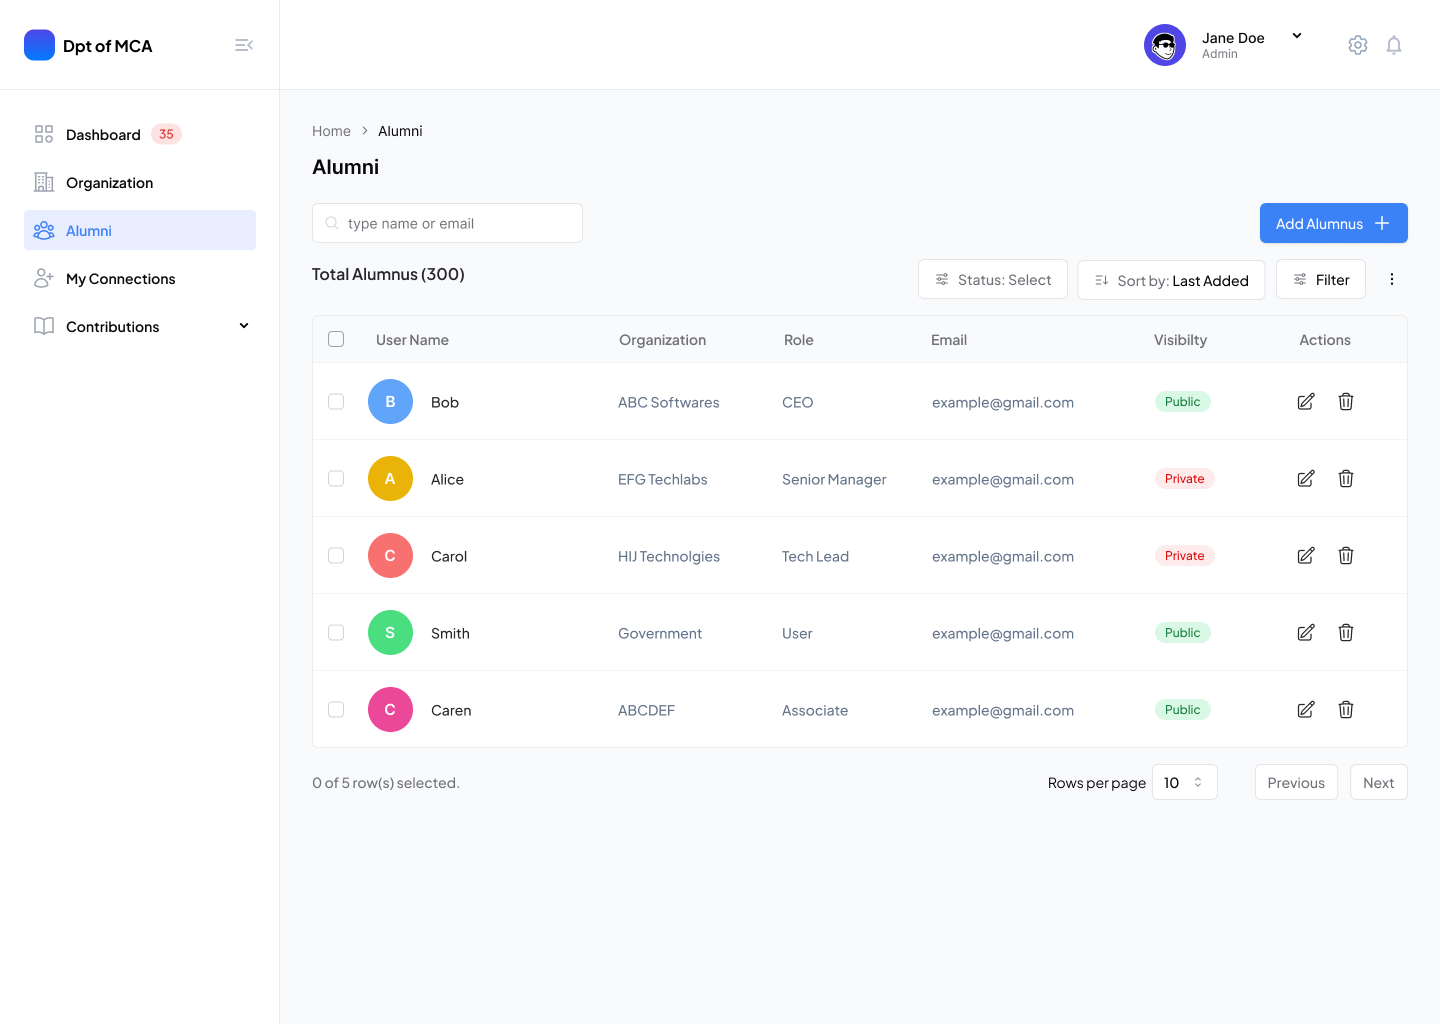 Dpt of MCA
Jane Doe
Admin
Dashboard 35
Organization
Alumni
My Connections
Contributions
Home > Alumni
Alumni
type name or email
Add Alumnus +
Total Alumnus (300)
Status: Select
Sort by: Last Added
Filter
User Name Organization Role Email Visibilty Actions
B Bob ABC Softwares CEO example@gmail.com Public
A Alice EFG Techlabs Senior Manager example@gmail.com Private
C Carol HIJ Technolgies Tech Lead example@gmail.com Private
S Smith Government User example@gmail.com Public
C Caren ABCDEF Associate example@gmail.com Public
0 of 5 row(s) selected.
Rows per page 10
Previous
Next